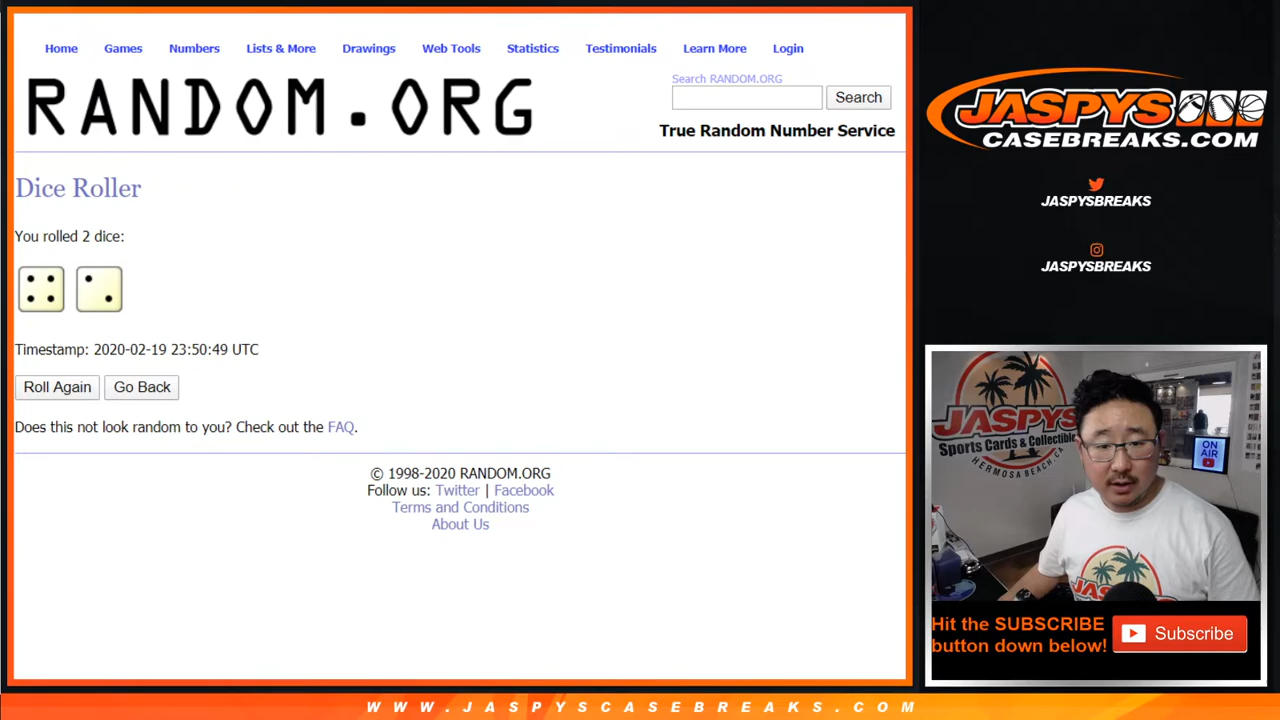 Home Games Numbers Lists & More Drawings Web Tools Statistics Testimonials Learn More Login
RANDOM.ORG
Search RANDOM.ORG
Search
True Random Number Service
Dice Roller
You rolled 2 dice:
Timestamp: 2020-02-19 23:50:49 UTC
Roll Again Go Back
Does this not look random to you? Check out the FAQ.
© 1998-2020 RANDOM.ORG
Follow us: Twitter | Facebook
Terms and Conditions
About Us
JASPYS
CASEBREAKS.COM
JASPYSBREAKS
JASPYSBREAKS
JASPYS
Sports Cards & Collectibles
HERMOSA BEACH, CA
ON
AIR
Hit the SUBSCRIBE
button down below!
Subscribe
WWW.JASPYSCASEBREAKS.COM